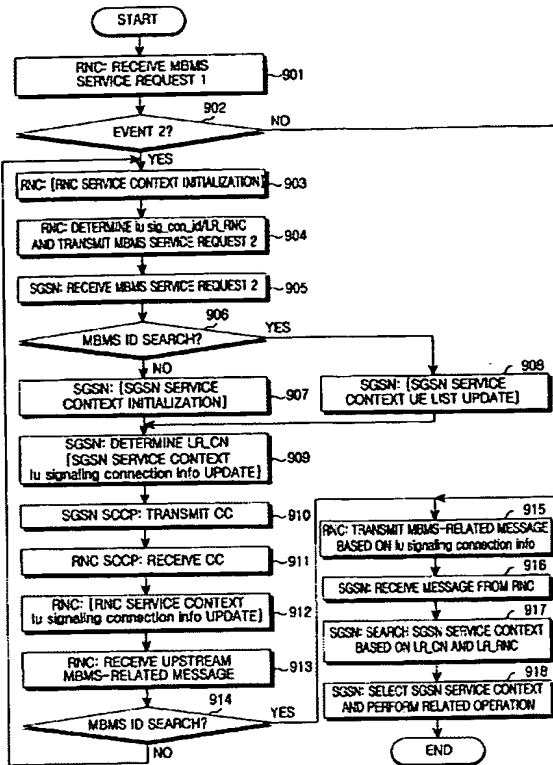 START
RNC: RECEIVE MBMS
SERVICE REQUEST 1
901
902
EVENT 2?
NO
YES
RNC: [RNC SERVICE CONTEXT INITIALIZATION]
903
RNC: DETERMINE Iu sig_con_id/LR_RNC
AND TRANSMIT MBMS SERVICE REQUEST 2
904
SGSN: RECEIVE MBMS SERVICE REQUEST 2
905
906
MBMS ID SEARCH?
YES
NO
SGSN: [SGSN SERVICE
CONTEXT INITIALIZATION]
907
908
SGSN: [SGSN SERVICE
CONTEXT UE LIST UPDATE]
SGSN: DETERMINE LR_CN
[SGSN SERVICE CONTEXT
Iu signaling connection info UPDATE]
909
SGSN SCCP: TRANSMIT CC
910
RNC SCCP: RECEIVE CC
911
RNC: [RNC SERVICE CONTEXT
Iu signaling connection info UPDATE]
912
RNC: RECEIVE UPSTREAM
MBMS-RELATED MESSAGE
913
914
MBMS ID SEARCH?
YES
NO
915
RNC: TRANSMIT MBMS-RELATED MESSAGE
BASED ON Iu signaling connection info
916
SGSN: RECEIVE MESSAGE FROM RNC
917
SGSN: SEARCH SGSN SERVICE CONTEXT
BASED ON LR_CN AND LR_RNC
918
SGSN: SELECT SGSN SERVICE CONTEXT
AND PERFORM RELATED OPERATION
END